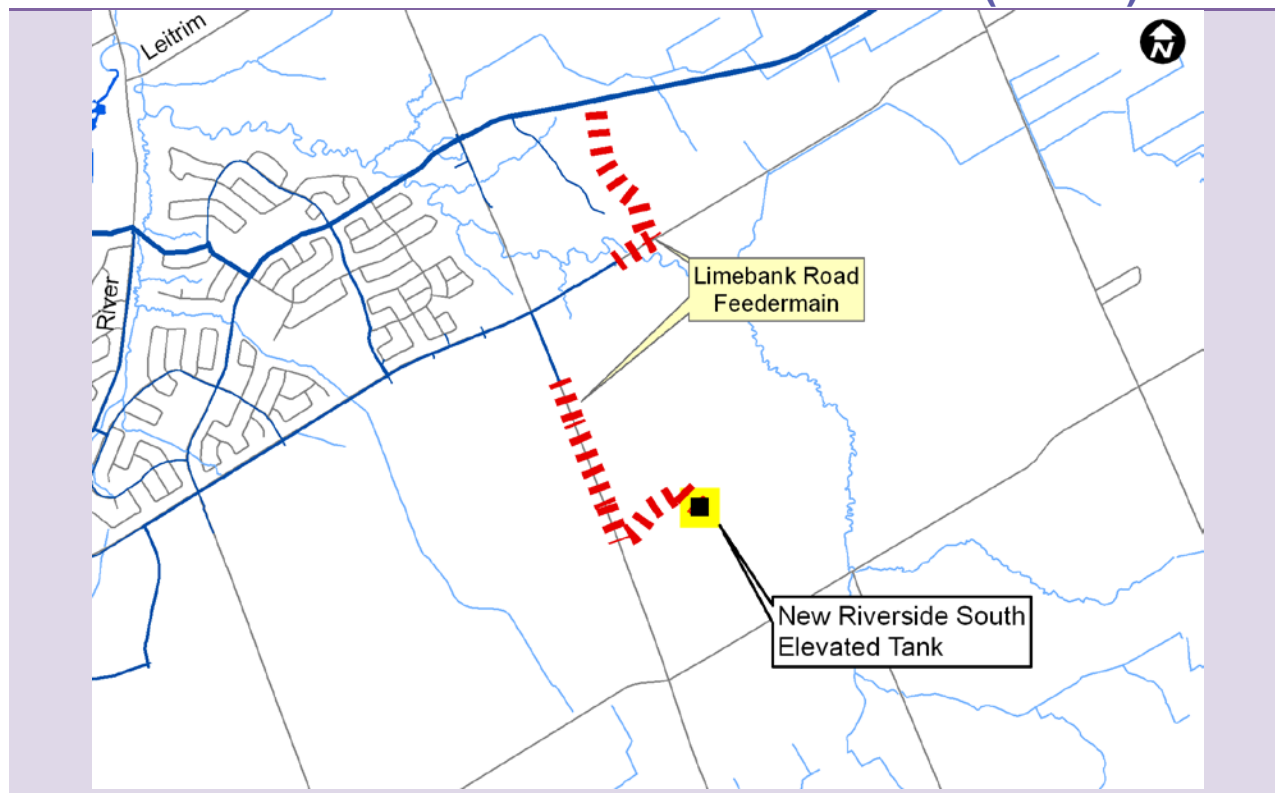 Leitrim
N
River
Limebank Road
Feedermain
New Riverside South
Elevated Tank